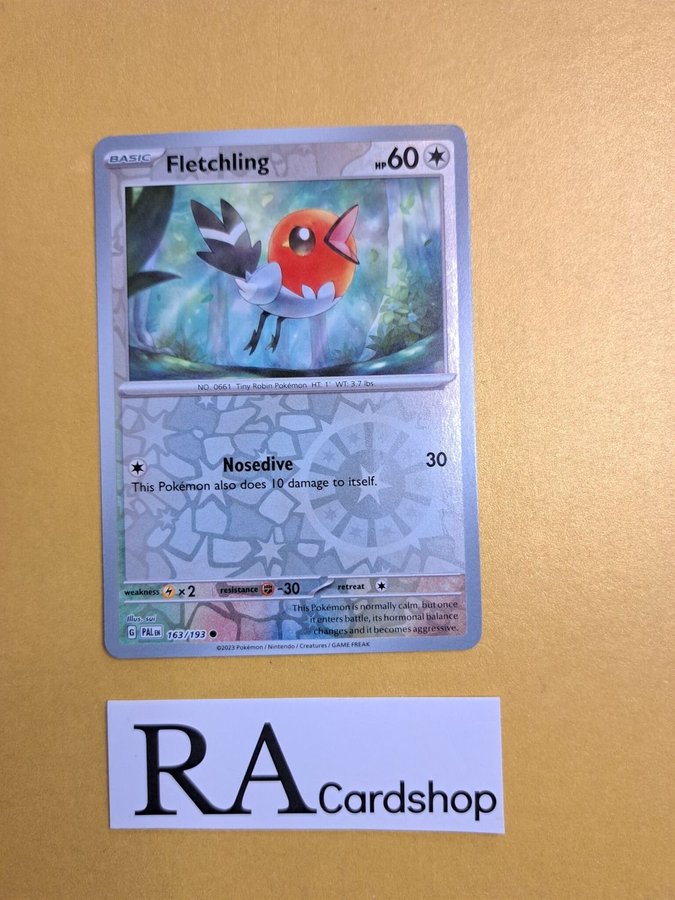 BASIC Fletchling HP 60
NO. 0661 Tiny Robin Pokémon HT: 1' WT: 3.7 lbs
Nosedive 30
This Pokémon also does 10 damage to itself.
weakness ×2 resistance -30 retreat
This Pokémon is normally calm, but once
it enters battle, its hormonal balance
changes and it becomes aggressive.
Illus. sui
G PAL EN 163/193
©2023 Pokémon / Nintendo / Creatures / GAME FREAK
RA Cardshop